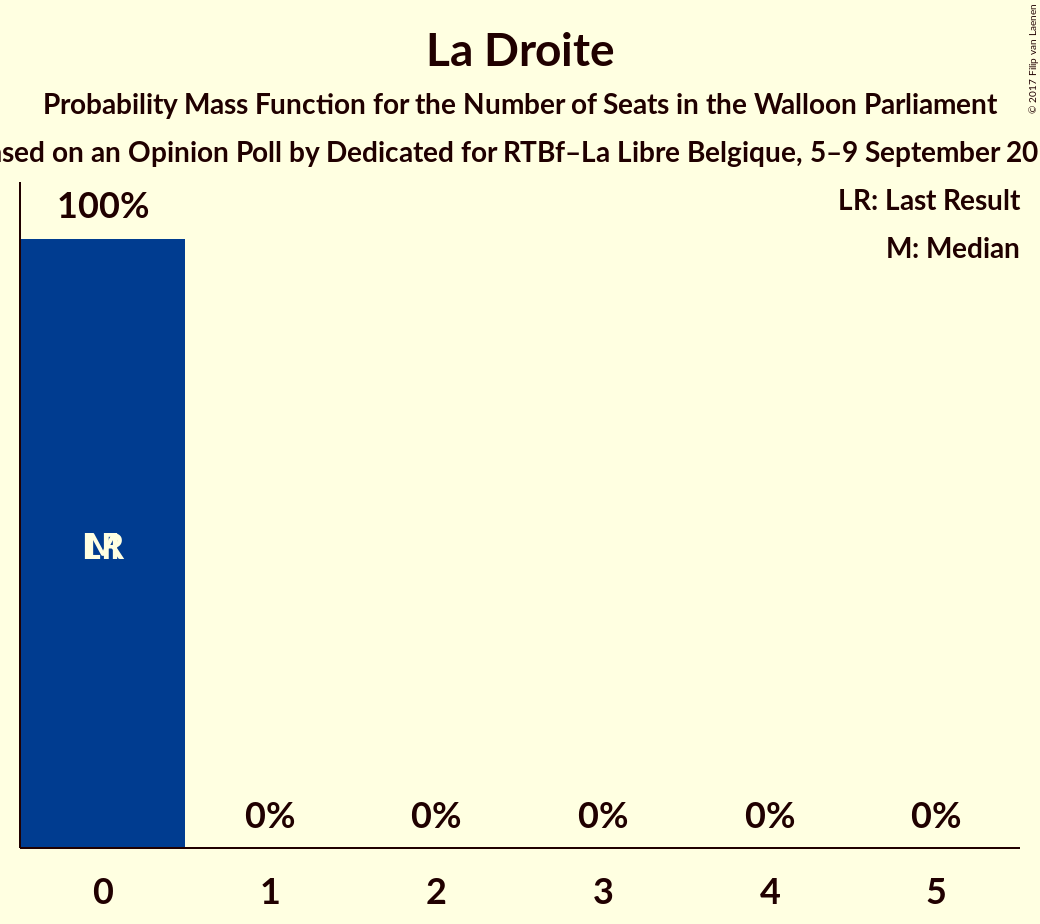 La Droite
Probability Mass Function for the Number of Seats in the Walloon Parliament
on an Opinion Poll by Dedicated for RTBf–La Libre Belgique, 5–9 September
LR: Last Result
M: Median
100%
LR
M
0% 0% 0% 0% 0%
0 1 2 3 4 5
© 2017 Filip van Laenen